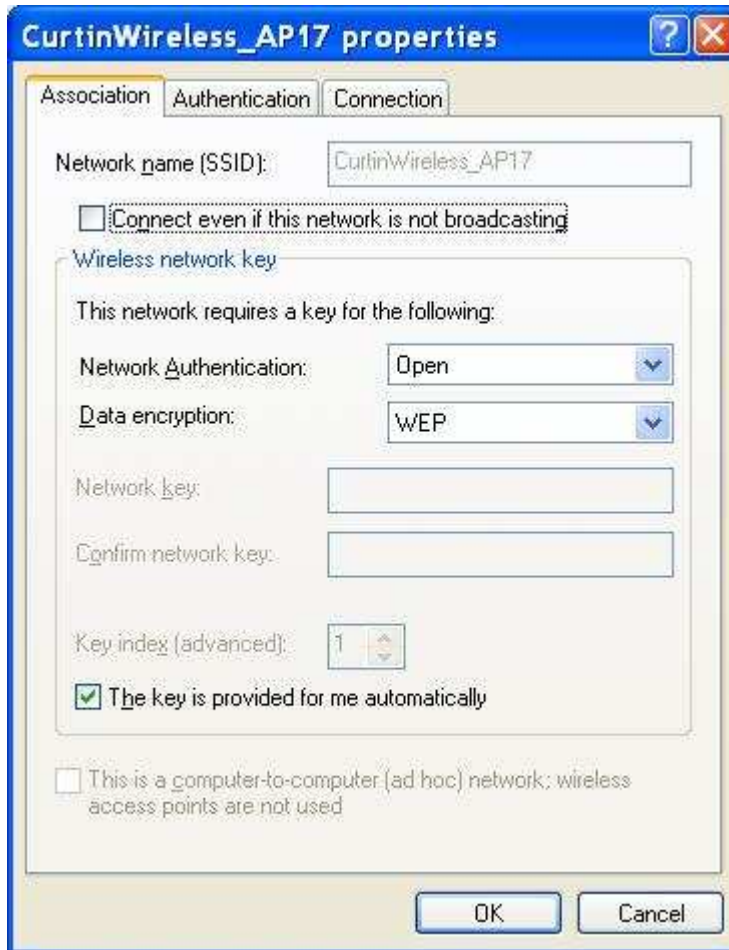 CurtinWireless_AP17 properties
Association Authentication Connection
Network name (SSID): CurtinWireless_AP17
Connect even if this network is not broadcasting
Wireless network key
This network requires a key for the following:
Network Authentication: Open
Data encryption: WEP
Network key:
Confirm network key:
Key index (advanced): 1
The key is provided for me automatically
This is a computer-to-computer (ad hoc) network; wireless
access points are not used
OK Cancel